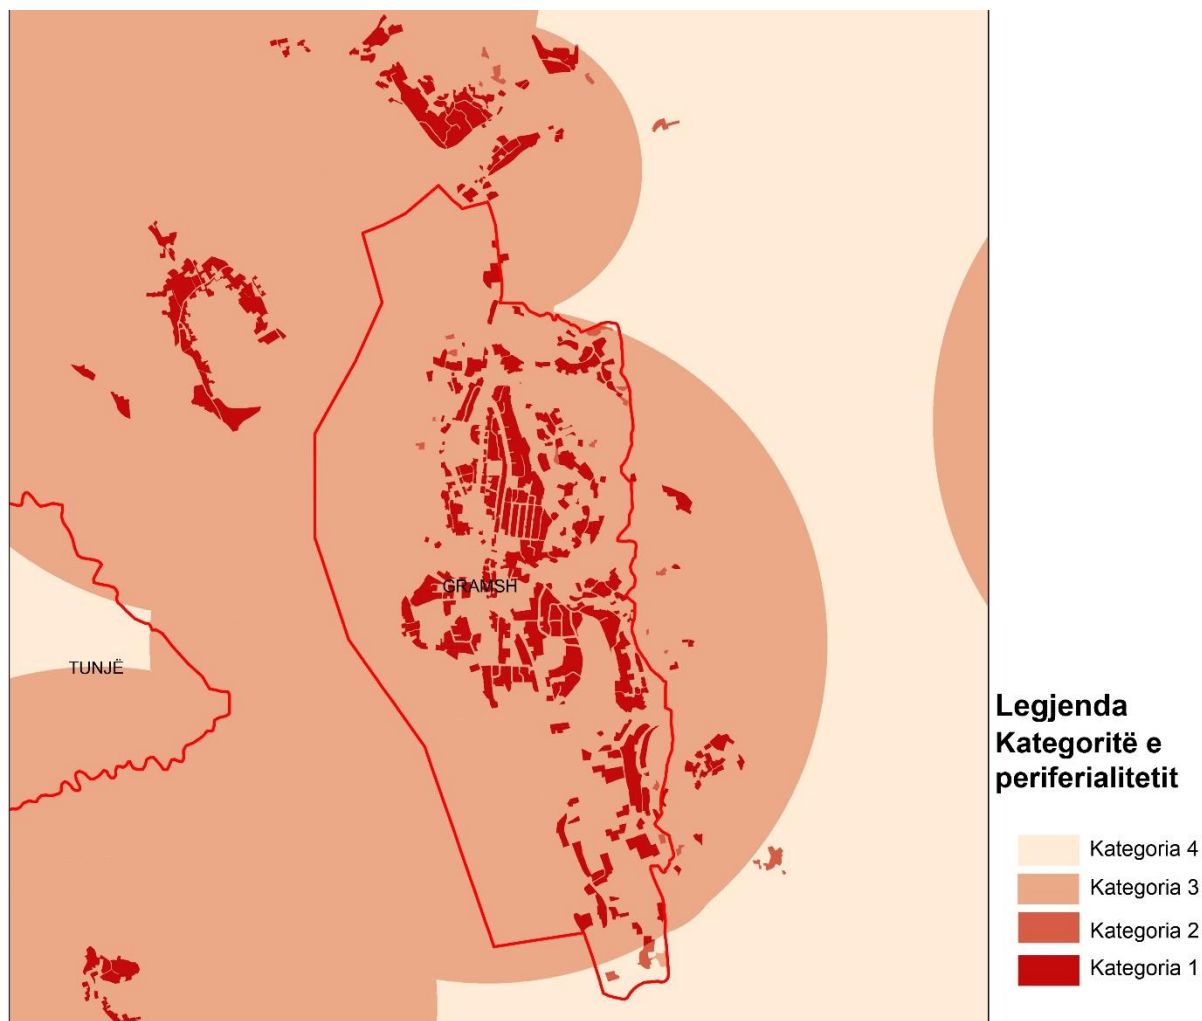 GRAMSH
TUNJË
Legjenda
Kategoritë e
periferialitetit
Kategoria 4
Kategoria 3
Kategoria 2
Kategoria 1